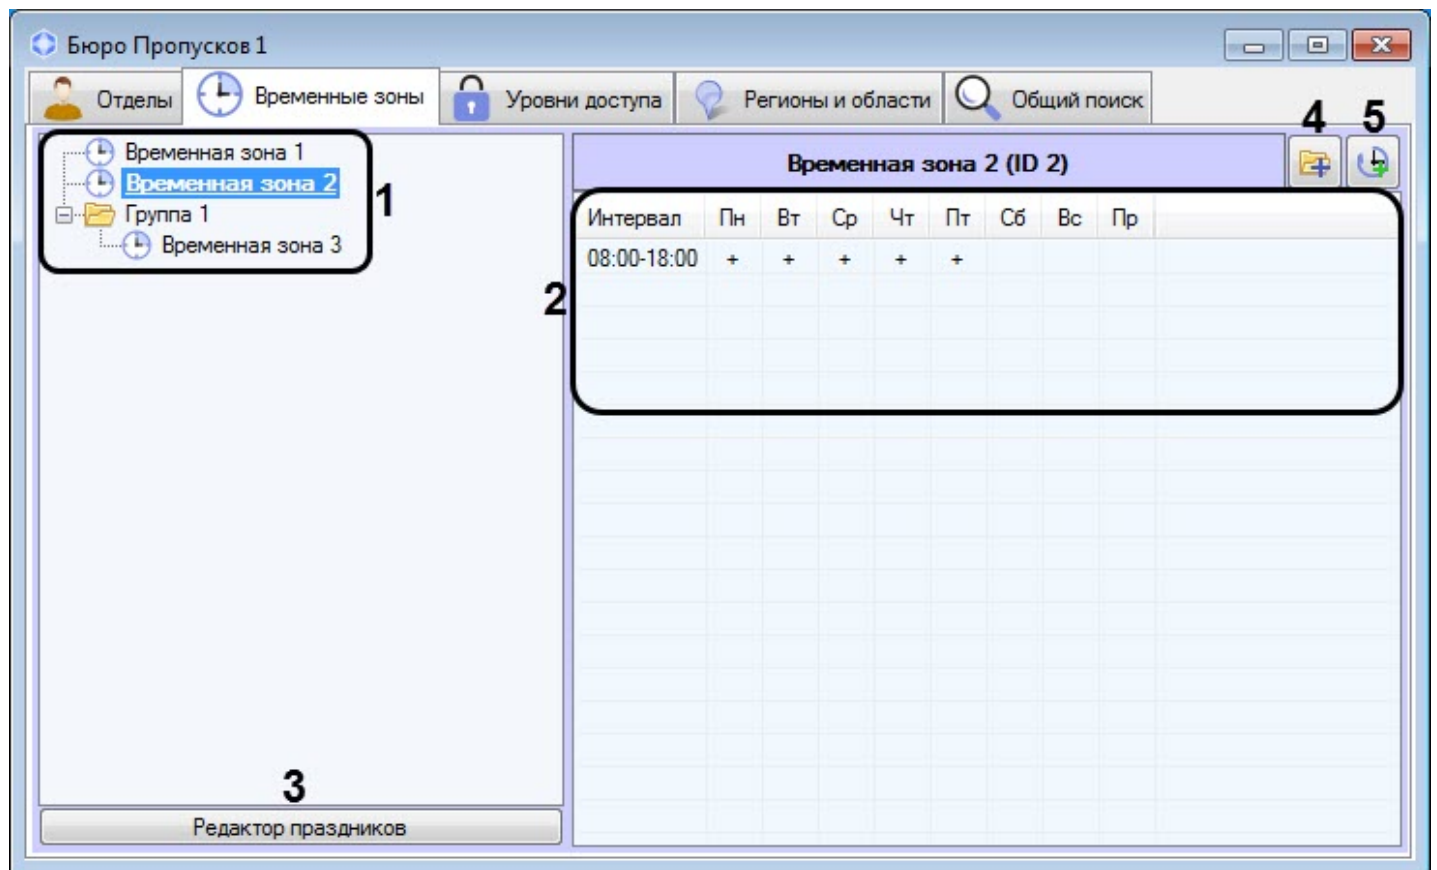 Бюро Пропусков 1
Отделы Временные зоны Уровни доступа Регионы и области Общий поиск
4 5
Временная зона 1
Временная зона 2
Группа 1
Временная зона 3
1
Временная зона 2 (ID 2)
Интервал Пн Вт Ср Чт Пт Сб Вс Пр
08:00-18:00 + + + + +
2
3
Редактор праздников